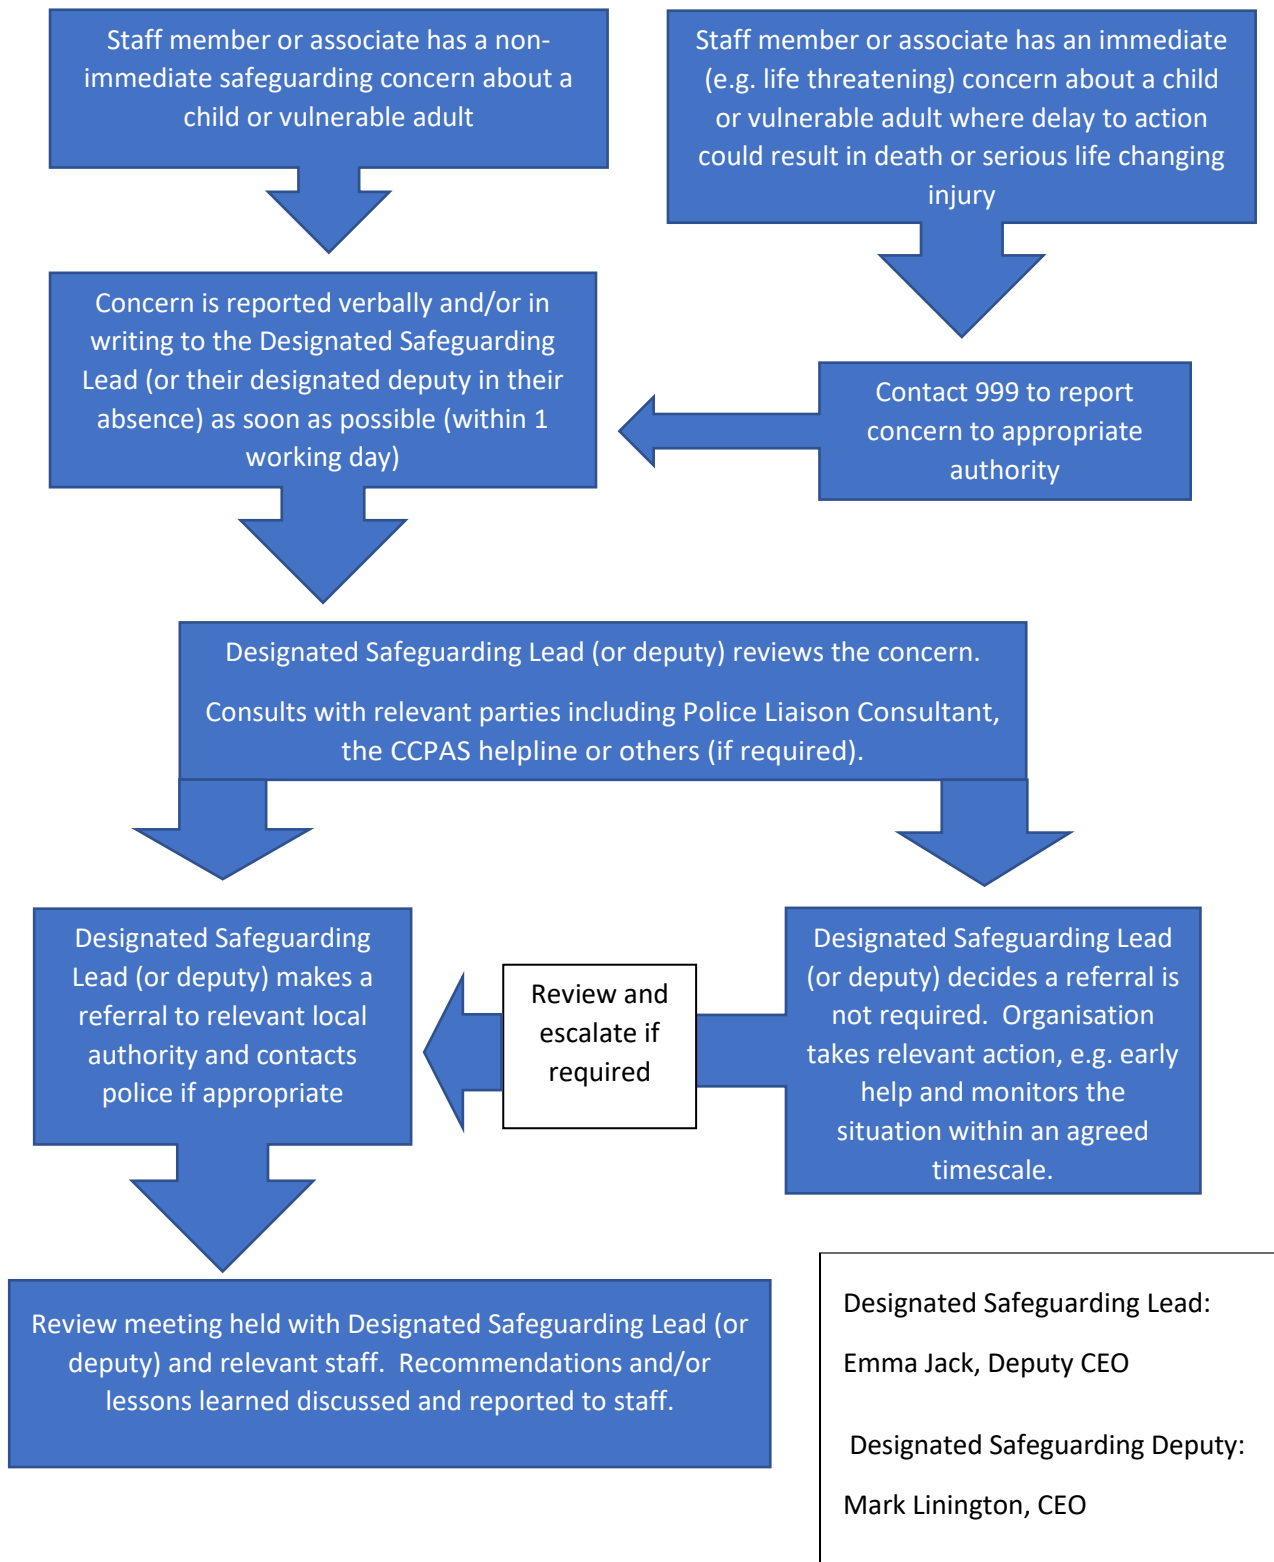 Staff member or associate has a non-
immediate safeguarding concern about a
child or vulnerable adult
Staff member or associate has an immediate
(e.g. life threatening) concern about a child
or vulnerable adult where delay to action
could result in death or serious life changing
injury
Concern is reported verbally and/or in
writing to the Designated Safeguarding
Lead (or their designated deputy in their
absence) as soon as possible (within 1
working day)
Contact 999 to report
concern to appropriate
authority
Designated Safeguarding Lead (or deputy) reviews the concern.
Consults with relevant parties including Police Liaison Consultant,
the CCPAS helpline or others (if required).
Designated Safeguarding
Lead (or deputy) makes a
referral to relevant local
authority and contacts
police if appropriate
Review and
escalate if
required
Designated Safeguarding Lead
(or deputy) decides a referral is
not required.  Organisation
takes relevant action, e.g. early
help and monitors the
situation within an agreed
timescale.
Review meeting held with Designated Safeguarding Lead (or
deputy) and relevant staff.  Recommendations and/or
lessons learned discussed and reported to staff.
Designated Safeguarding Lead:
Emma Jack, Deputy CEO
Designated Safeguarding Deputy:
Mark Linington, CEO